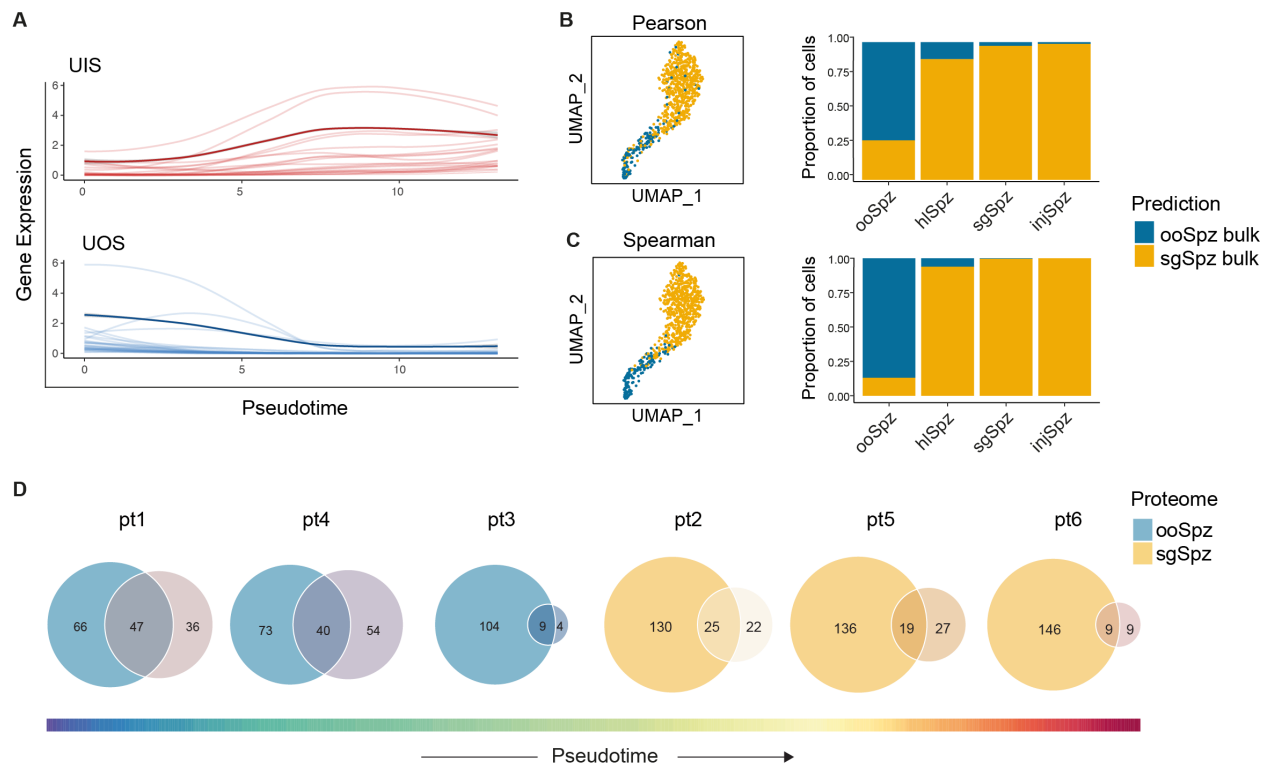 A
UIS
6
4
2
0
0
5
10
UOS
6
4
2
0
0
5
10
Gene Expression
Pseudotime
B
Pearson
UMAP_2
UMAP_1
Proportion of cells
1.00
0.75
0.50
0.25
0.00
ooSpz
hlSpz
sgSpz
injSpz
C
Spearman
UMAP_2
UMAP_1
Proportion of cells
1.00
0.75
0.50
0.25
0.00
ooSpz
hlSpz
sgSpz
injSpz
Prediction
ooSpz bulk
sgSpz bulk
D
pt1
pt4
pt3
pt2
pt5
pt6
66
47
36
73
40
54
104
9
4
130
25
22
136
19
27
146
9
9
Proteome
ooSpz
sgSpz
Pseudotime